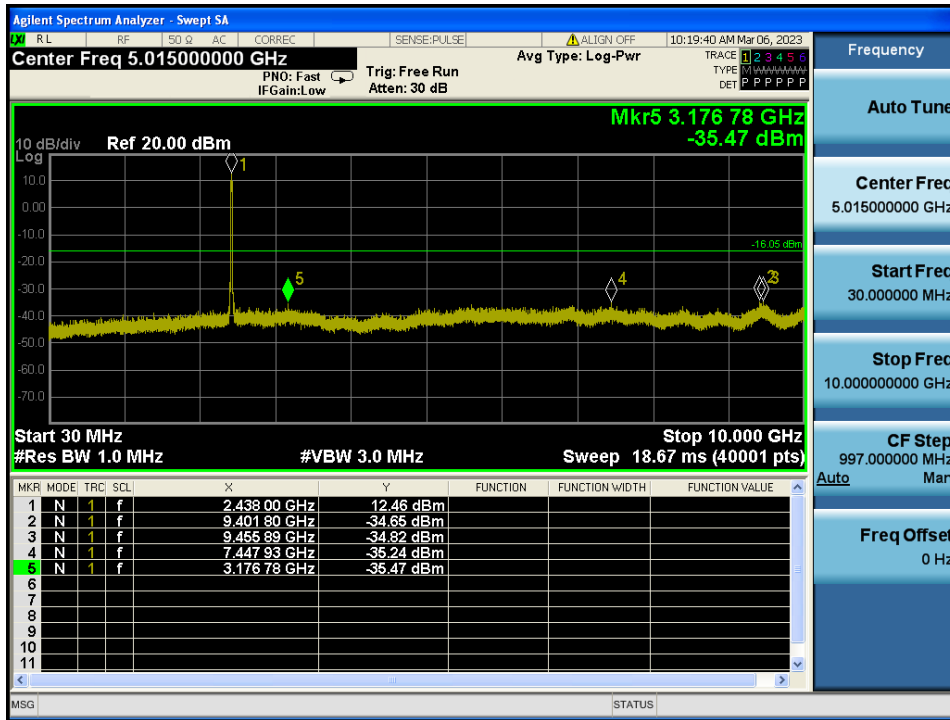 Agilent Spectrum Analyzer - Swept SA
LXI RL RF 50 Ω AC CORREC SENSE:PULSE ALIGN OFF 10:19:40 AM Mar 06, 2023
Center Freq 5.015000000 GHz
PNO: Fast
IFGain:Low
Trig: Free Run
Atten: 30 dB
Avg Type: Log-Pwr
TRACE 1 2 3 4 5 6
TYPE M
DET P P P P P P
Mkr5 3.176 78 GHz
-35.47 dBm
10 dB/div Ref 20.00 dBm
Log
10.0
0.00
-10.0
-20.0
-30.0
-40.0
-50.0
-60.0
-70.0
-16.05 dBm
1
5
4
2
3
Start 30 MHz Stop 10.000 GHz
#Res BW 1.0 MHz #VBW 3.0 MHz Sweep 18.67 ms (40001 pts)
MKR MODE TRC SCL X Y FUNCTION FUNCTION WIDTH FUNCTION VALUE
1 N 1 f 2.438 00 GHz 12.46 dBm
2 N 1 f 9.401 80 GHz -34.65 dBm
3 N 1 f 9.455 89 GHz -34.82 dBm
4 N 1 f 7.447 93 GHz -35.24 dBm
5 N 1 f 3.176 78 GHz -35.47 dBm
6
7
8
9
10
11
MSG STATUS
Frequency
Auto Tune
Center Freq
5.015000000 GHz
Start Freq
30.000000 MHz
Stop Freq
10.000000000 GHz
CF Step
997.000000 MHz
Auto Man
Freq Offset
0 Hz